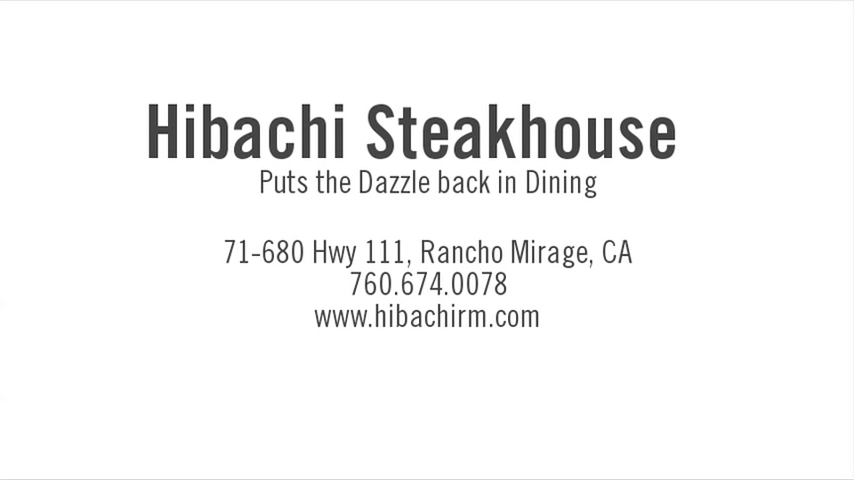 Hibachi Steakhouse
Puts the Dazzle back in Dining
71-680 Hwy 111, Rancho Mirage, CA
760.674.0078
www.hibachirm.com